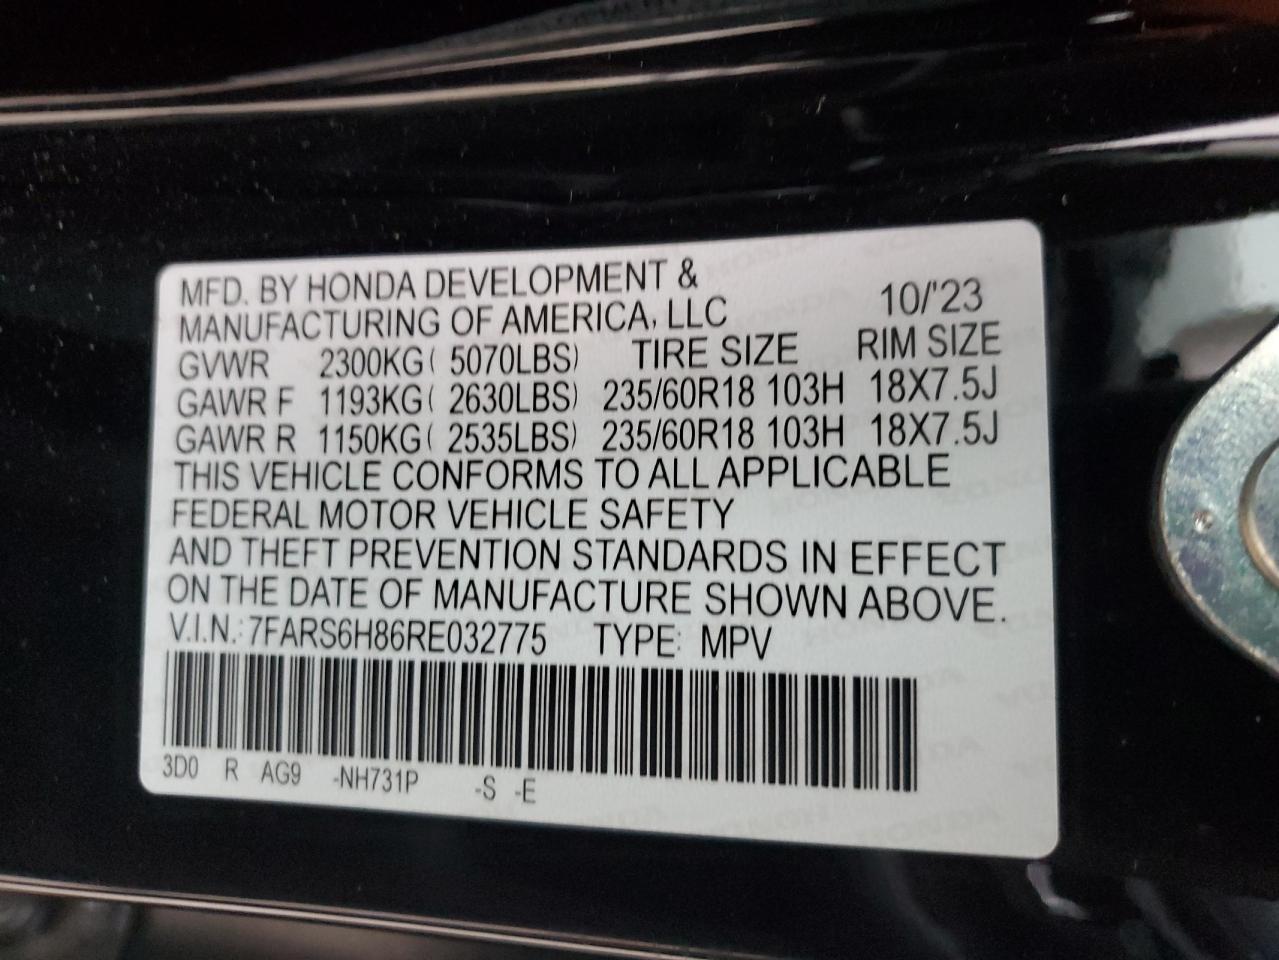 MFD. BY HONDA DEVELOPMENT &
MANUFACTURING OF AMERICA, LLC 10/'23
GVWR 2300KG( 5070LBS) TIRE SIZE RIM SIZE
GAWR F 1193KG( 2630LBS) 235/60R18 103H 18X7.5J
GAWR R 1150KG( 2535LBS) 235/60R18 103H 18X7.5J
THIS VEHICLE CONFORMS TO ALL APPLICABLE
FEDERAL MOTOR VEHICLE SAFETY
AND THEFT PREVENTION STANDARDS IN EFFECT
ON THE DATE OF MANUFACTURE SHOWN ABOVE.
V.I.N.: 7FARS6H86RE032775 TYPE: MPV
3D0 R AG9 -NH731P -S -E